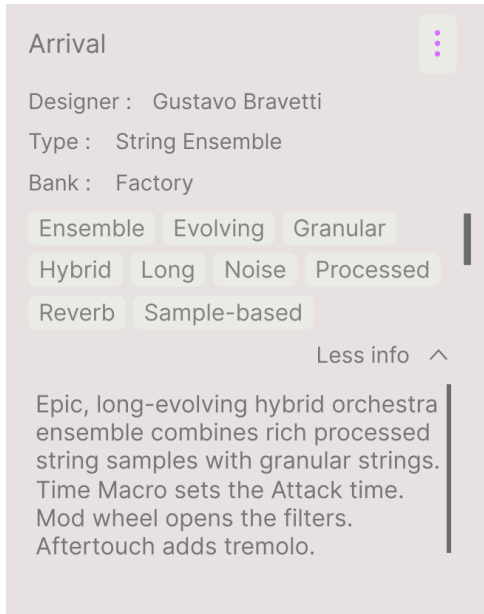 Arrival
Designer : Gustavo Bravetti
Type : String Ensemble
Bank : Factory
Ensemble Evolving Granular
Hybrid Long Noise Processed
Reverb Sample-based
Less info
Epic, long-evolving hybrid orchestra
ensemble combines rich processed
string samples with granular strings.
Time Macro sets the Attack time.
Mod wheel opens the filters.
Aftertouch adds tremolo.